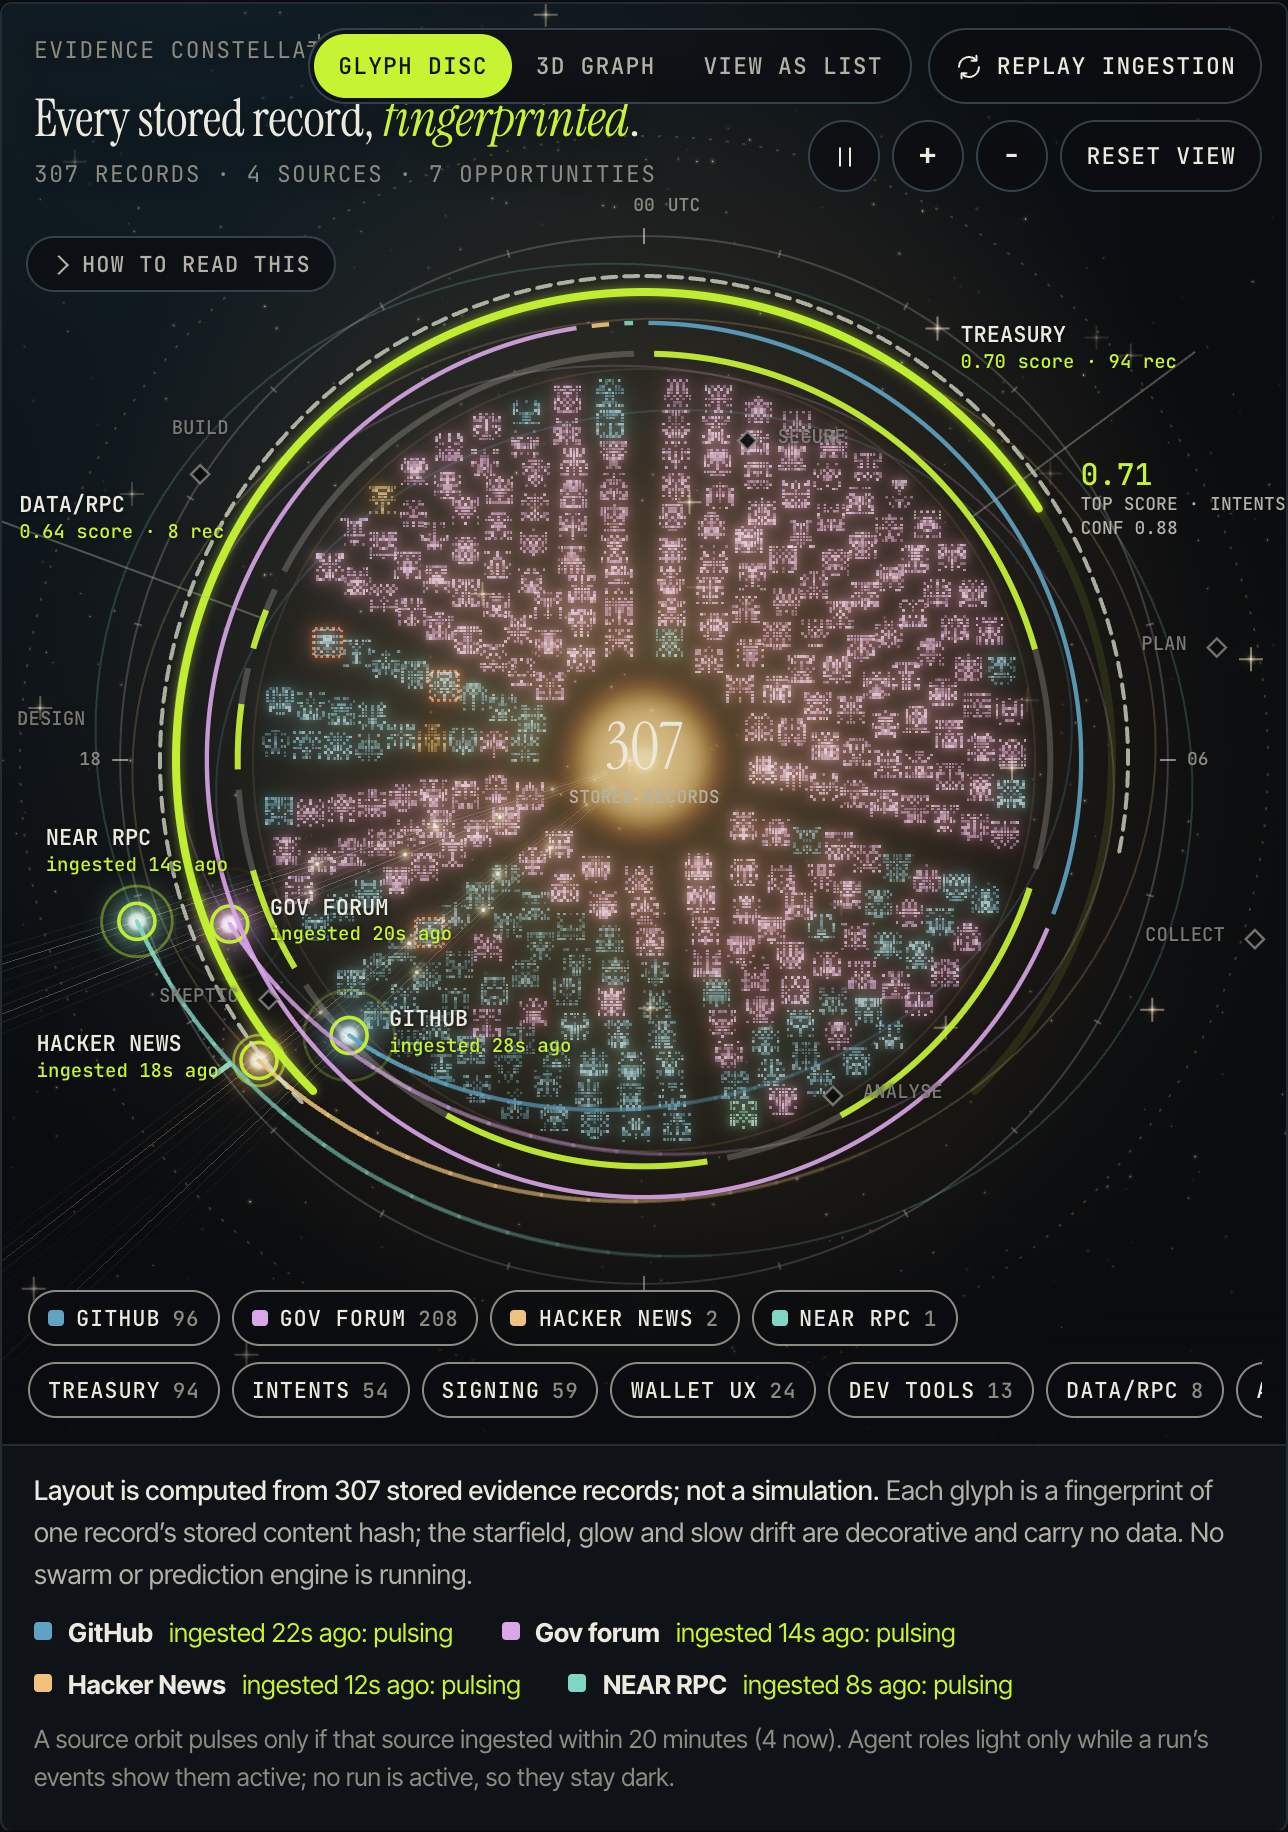 EVIDENCE CONSTELLAT
GLYPH DISC
3D GRAPH
VIEW AS LIST
REPLAY INGESTION
Every stored record, fingerprinted.
307 RECORDS · 4 SOURCES · 7 OPPORTUNITIES
+
-
RESET VIEW
00 UTC
HOW TO READ THIS
TREASURY
0.70 score · 94 rec
BUILD
SECURE
0.71
TOP SCORE · INTENTS
CONF 0.88
DATA/RPC
0.64 score · 8 rec
PLAN
DESIGN
18
06
307
STORED RECORDS
NEAR RPC
ingested 14s ago
GOV FORUM
ingested 20s ago
COLLECT
SKEPTIC
GITHUB
ingested 28s ago
HACKER NEWS
ingested 18s ago
ANALYSE
GITHUB 96
GOV FORUM 208
HACKER NEWS 2
NEAR RPC 1
TREASURY 94
INTENTS 54
SIGNING 59
WALLET UX 24
DEV TOOLS 13
DATA/RPC 8
Layout is computed from 307 stored evidence records; not a simulation. Each glyph is a fingerprint of
one record’s stored content hash; the starfield, glow and slow drift are decorative and carry no data. No
swarm or prediction engine is running.
GitHub ingested 22s ago: pulsing
Gov forum ingested 14s ago: pulsing
Hacker News ingested 12s ago: pulsing
NEAR RPC ingested 8s ago: pulsing
A source orbit pulses only if that source ingested within 20 minutes (4 now). Agent roles light only while a run’s
events show them active; no run is active, so they stay dark.